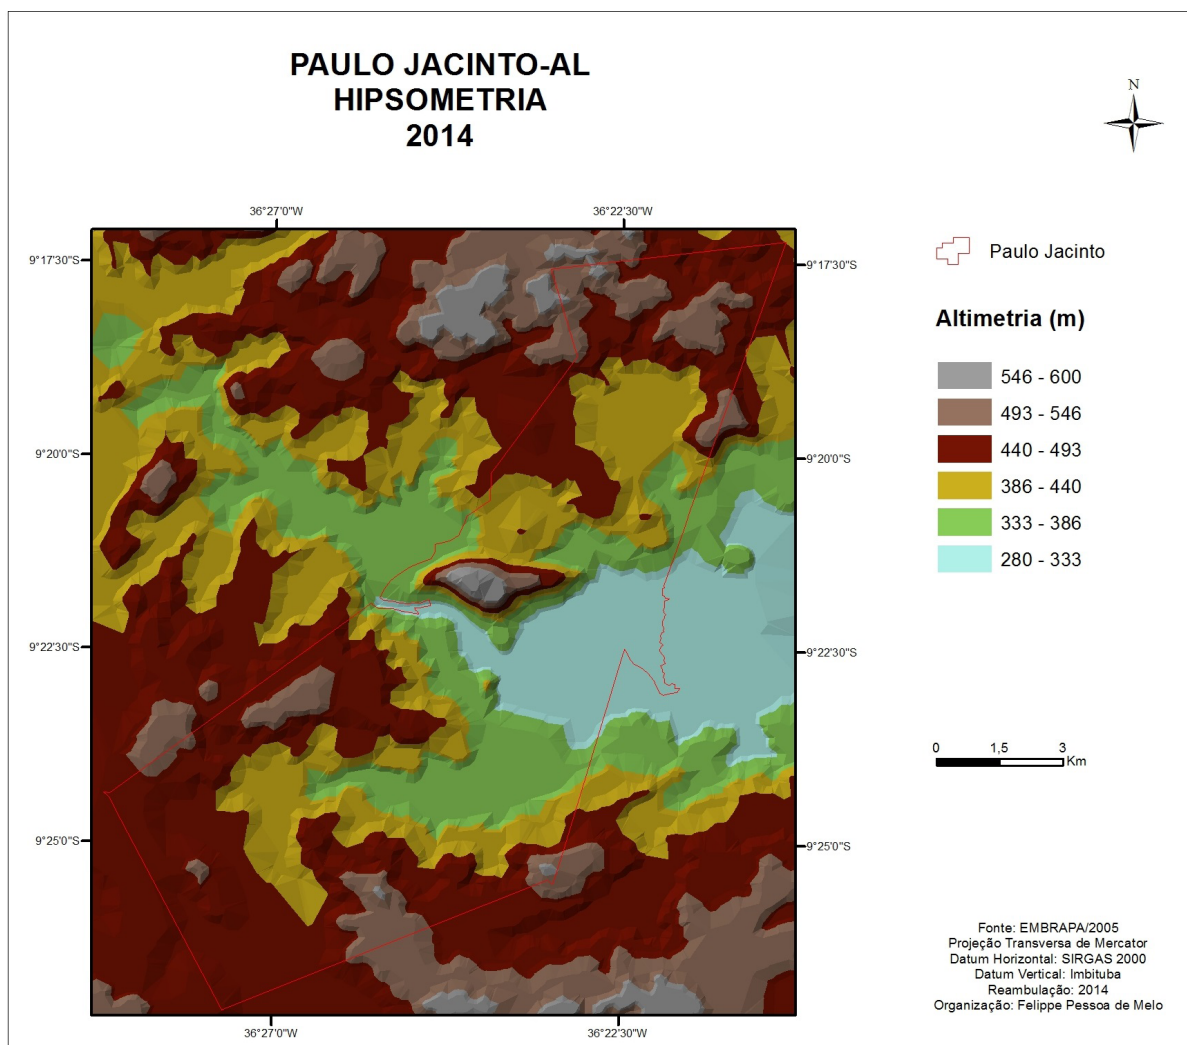 PAULO JACINTO-AL
HIPSOMETRIA
2014
N
36°27'0"W
36°22'30"W
9°17'30"S
9°17'30"S
Paulo Jacinto
Altimetria (m)
546 - 600
493 - 546
440 - 493
386 - 440
333 - 386
280 - 333
9°20'0"S
9°20'0"S
9°22'30"S
9°22'30"S
0 1,5 3
Km
9°25'0"S
9°25'0"S
Fonte: EMBRAPA/2005
Projeção Transversa de Mercator
Datum Horizontal: SIRGAS 2000
Datum Vertical: Imbituba
Reambulação: 2014
Organização: Felippe Pessoa de Melo
36°27'0"W
36°22'30"W